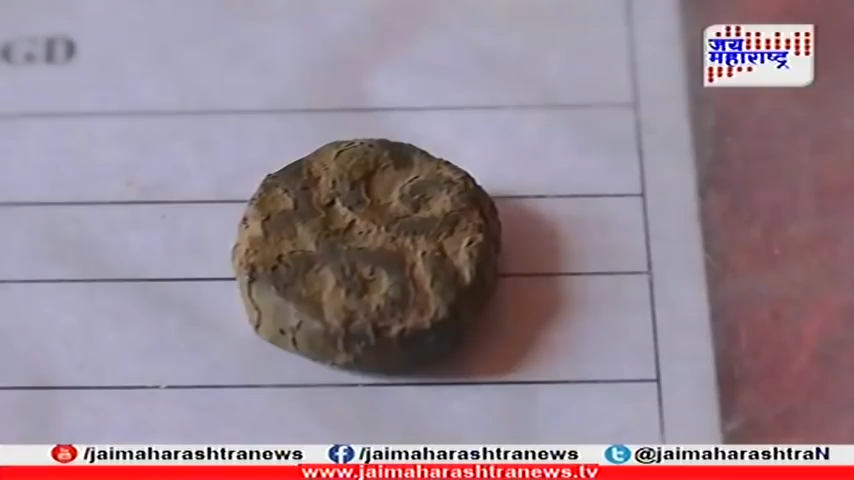 GD
जय
महाराष्ट्र
/jaimaharashtranews
/jaimaharashtranews
@jaimaharashtraN
www.jaimaharashtranews.tv